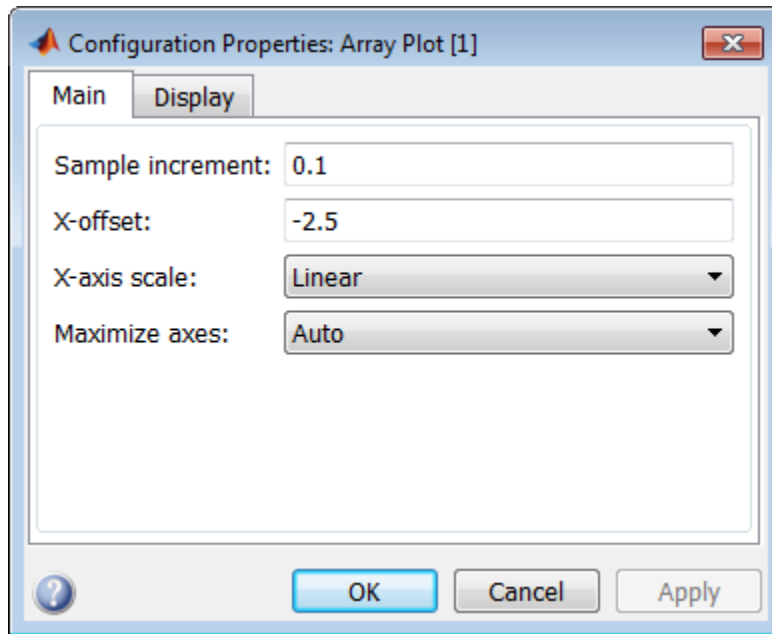 Configuration Properties: Array Plot [1]
Main Display
Sample increment: 0.1
X-offset: -2.5
X-axis scale: Linear
Maximize axes: Auto
? OK Cancel Apply